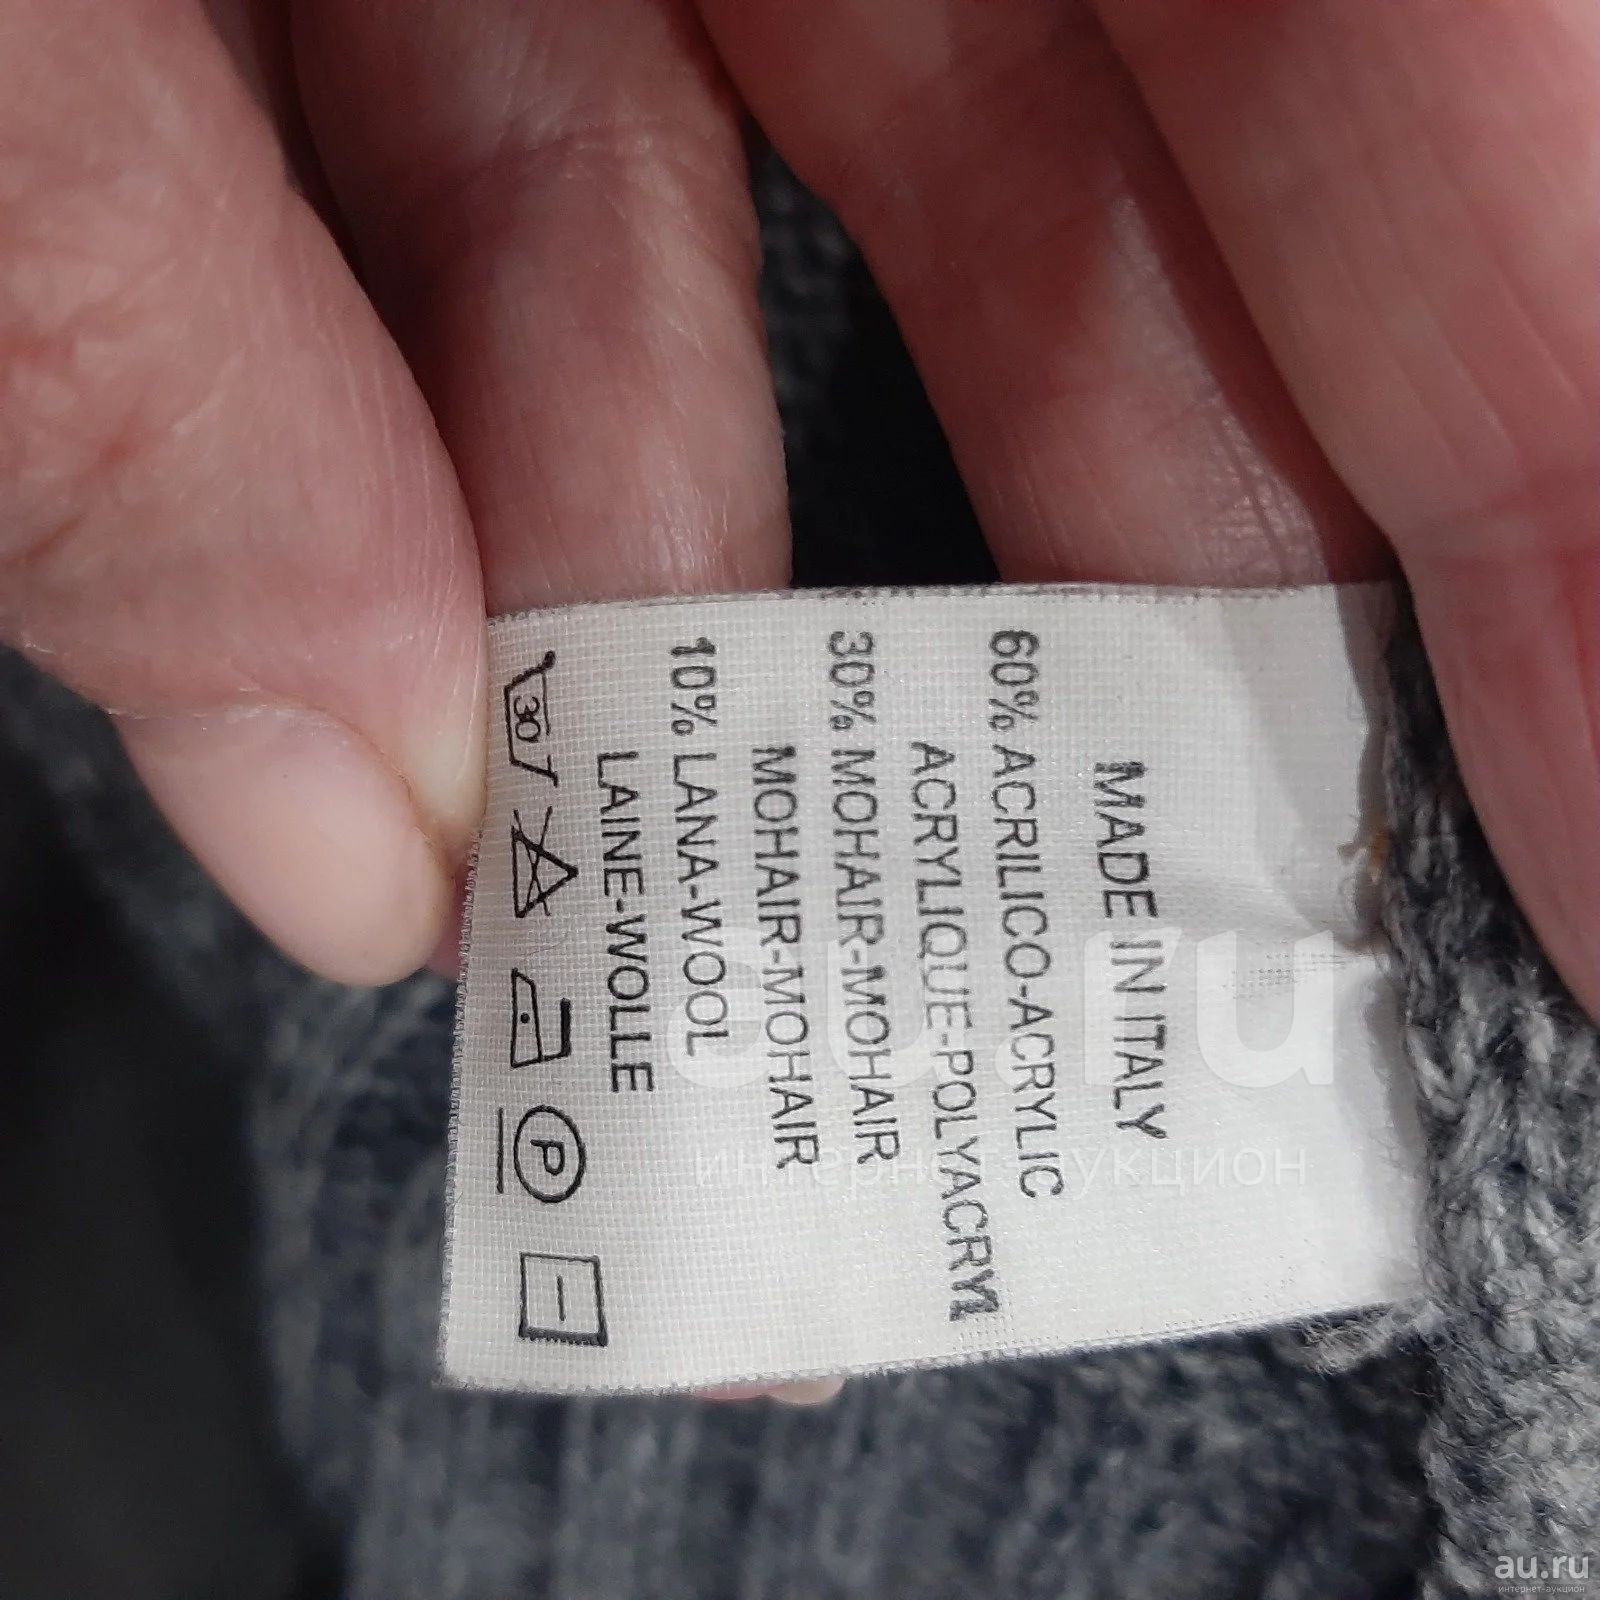 MADE IN ITALY
60% ACRILICO-ACRYLIC
ACRYLIQUE-POLYACRYL
30% MOHAIR-MOHAIR
MOHAIR-MOHAIR
10% LANA-WOOL
LAINE-WOLLE
30
P
au.ru
интернет-аукцион
au.ru
интернет-аукцион